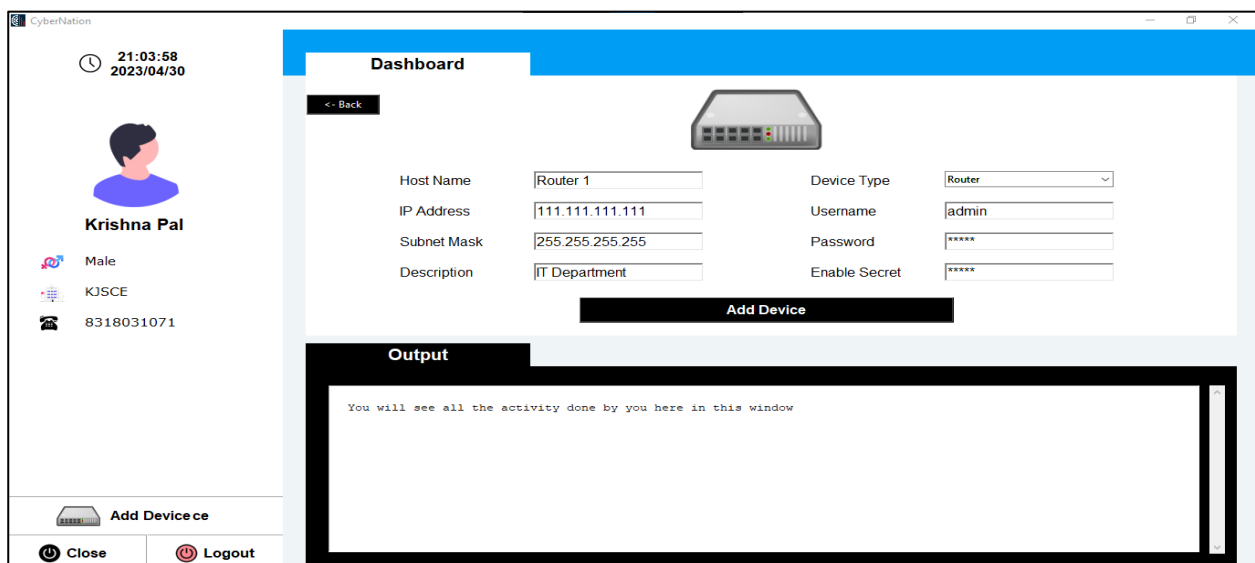 CyberNation
21:03:58
2023/04/30
Krishna Pal
Male
KJSCE
8318031071
Add Devicece
Close
Logout
Dashboard
<- Back
Host Name Router 1 Device Type Router
IP Address 111.111.111.111 Username admin
Subnet Mask 255.255.255.255 Password *****
Description IT Department Enable Secret *****
Add Device
Output
You will see all the activity done by you here in this window